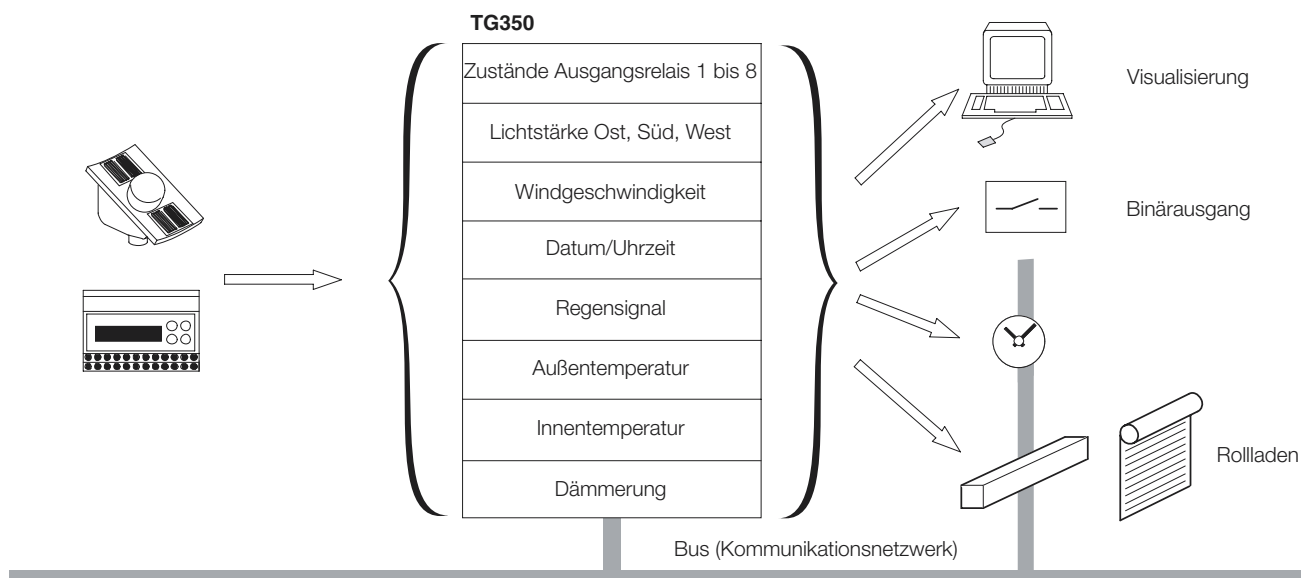 TG350
Zustände Ausgangsrelais 1 bis 8
Lichtstärke Ost, Süd, West
Windgeschwindigkeit
Datum/Uhrzeit
Regensignal
Außentemperatur
Innentemperatur
Dämmerung
Visualisierung
Binärausgang
Rollladen
Bus (Kommunikationsnetzwerk)